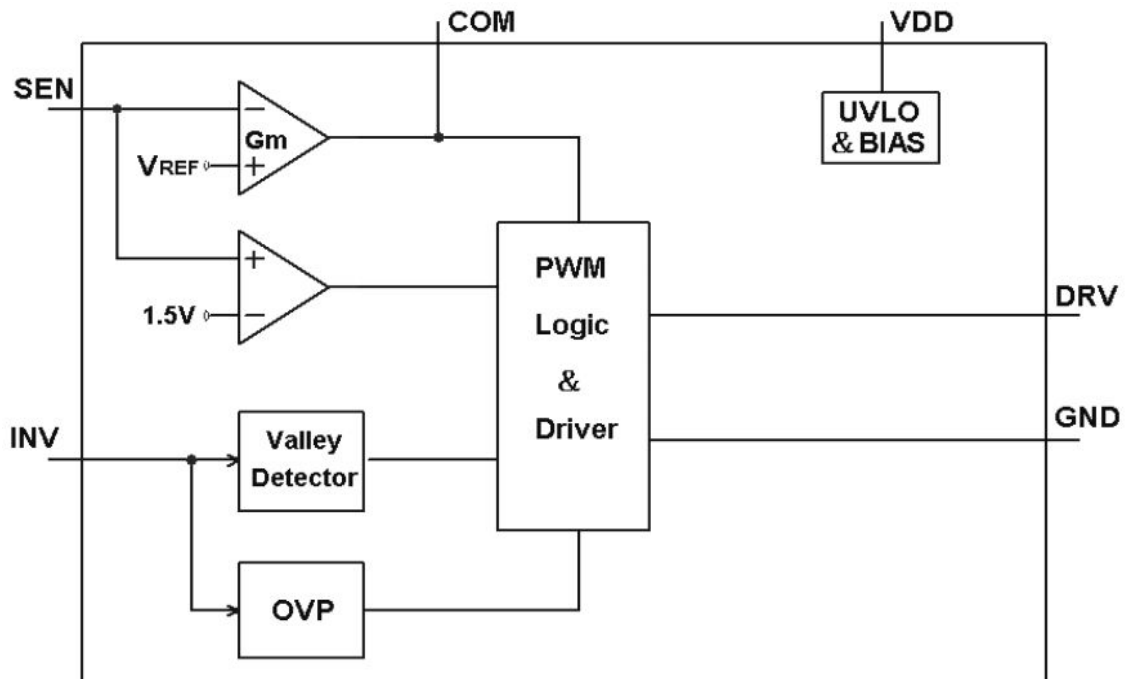 COM
VDD
SEN
−
Gm
VREF
+
UVLO
& BIAS
+
1.5V
−
PWM
Logic
&
Driver
DRV
GND
INV
Valley
Detector
OVP